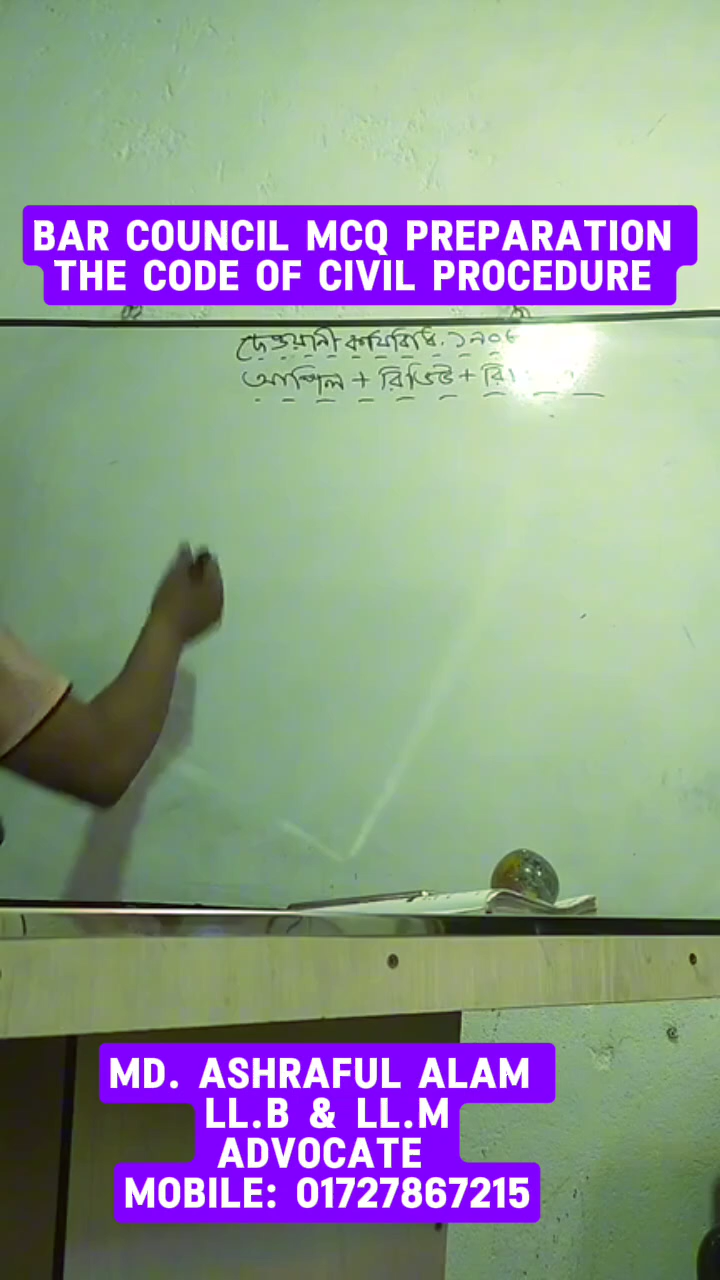 BAR COUNCIL MCQ PREPARATION
THE CODE OF CIVIL PROCEDURE
দেওয়ানী কার্যবিধি, ১৯০৮
আপিল + রিভিউ +
MD. ASHRAFUL ALAM
LL.B & LL.M
ADVOCATE
MOBILE: 01727867215